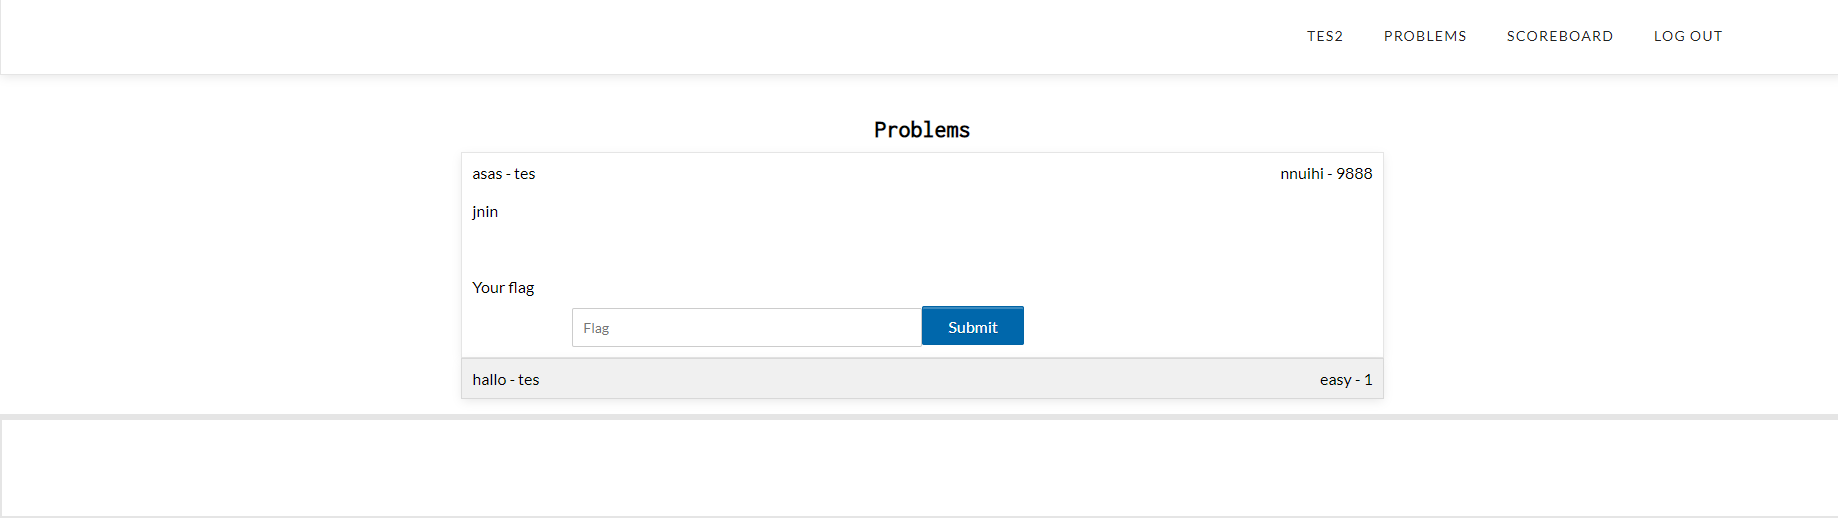 TES2 PROBLEMS SCOREBOARD LOG OUT
Problems
asas - tes nnuihi - 9888
jnin
Your flag
Flag Submit
hallo - tes easy - 1